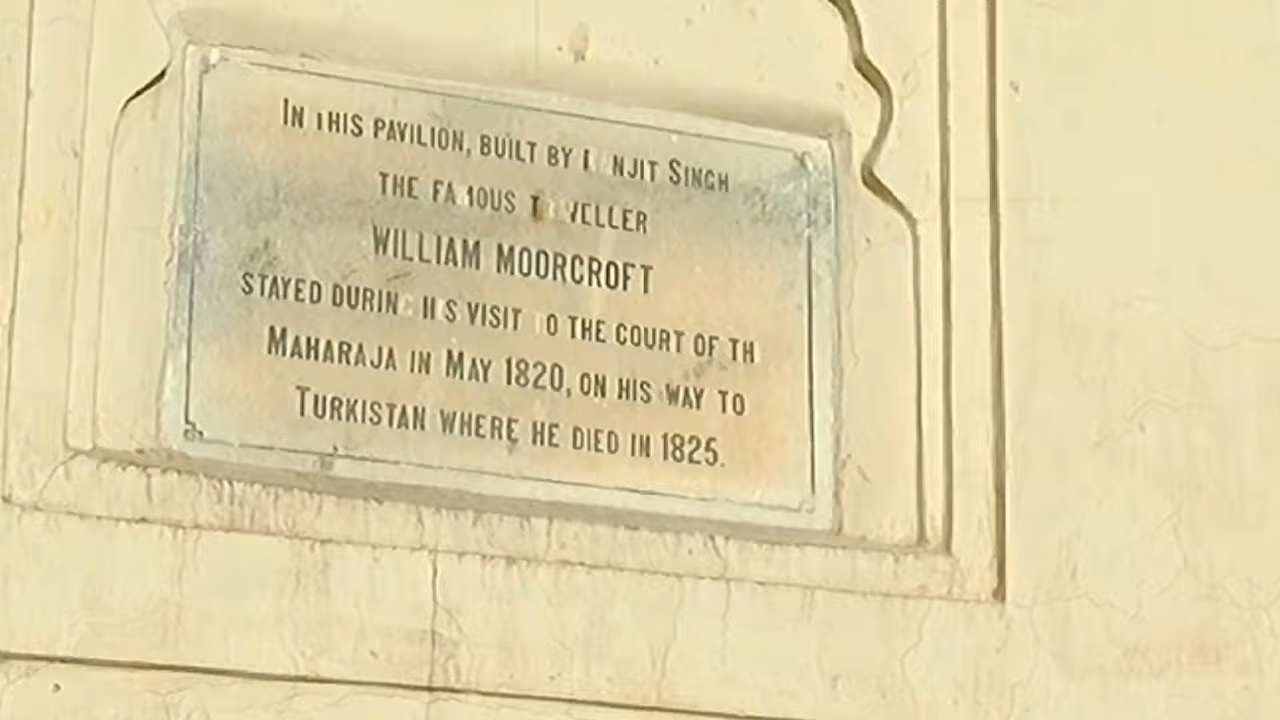 In this pavilion, built by Ranjit Singh
the famous traveller
WILLIAM MOORCROFT
stayed during his visit to the court of the
Maharaja in May 1820, on his way to
Turkistan where he died in 1825.